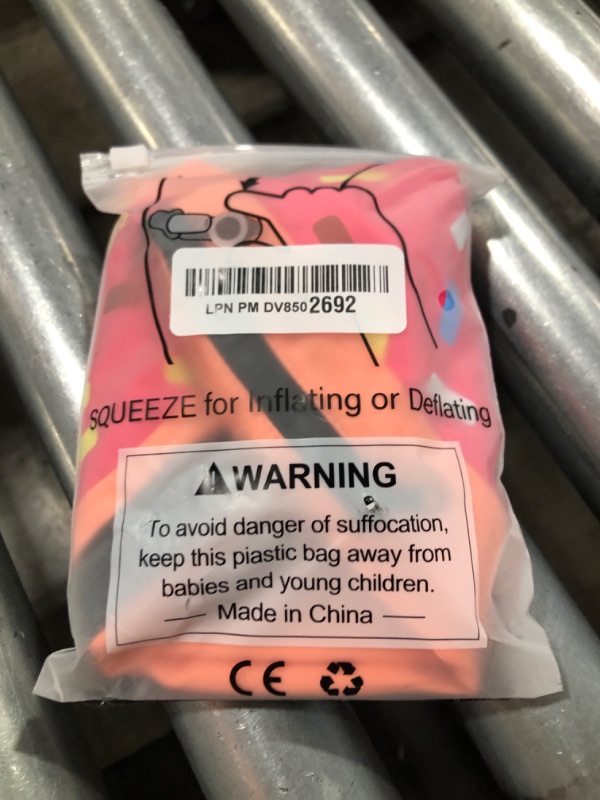 LPN PM DV8502692
SQUEEZE for Inflating or Deflating
WARNING
To avoid danger of suffocation,
keep this piastic bag away from
babies and young children.
Made in China
CE